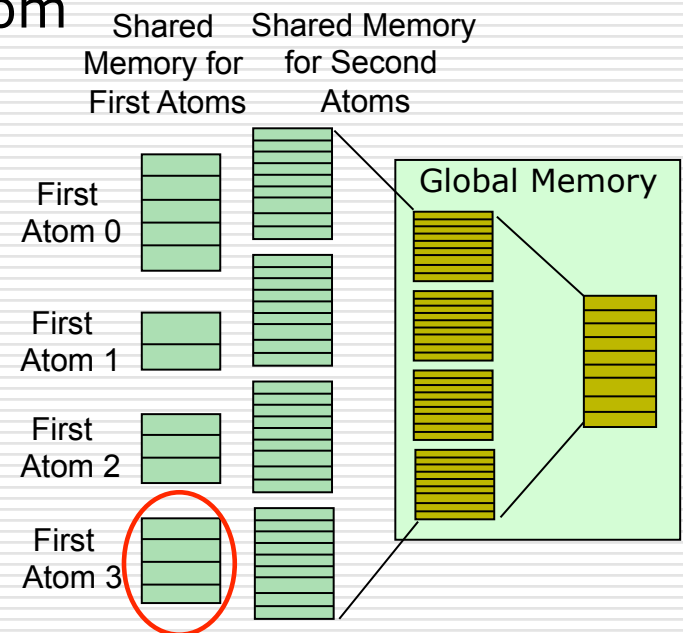 Shared
Memory for
First Atoms
Shared Memory
for Second
Atoms
Global Memory
First
Atom 0
First
Atom 1
First
Atom 2
First
Atom 3